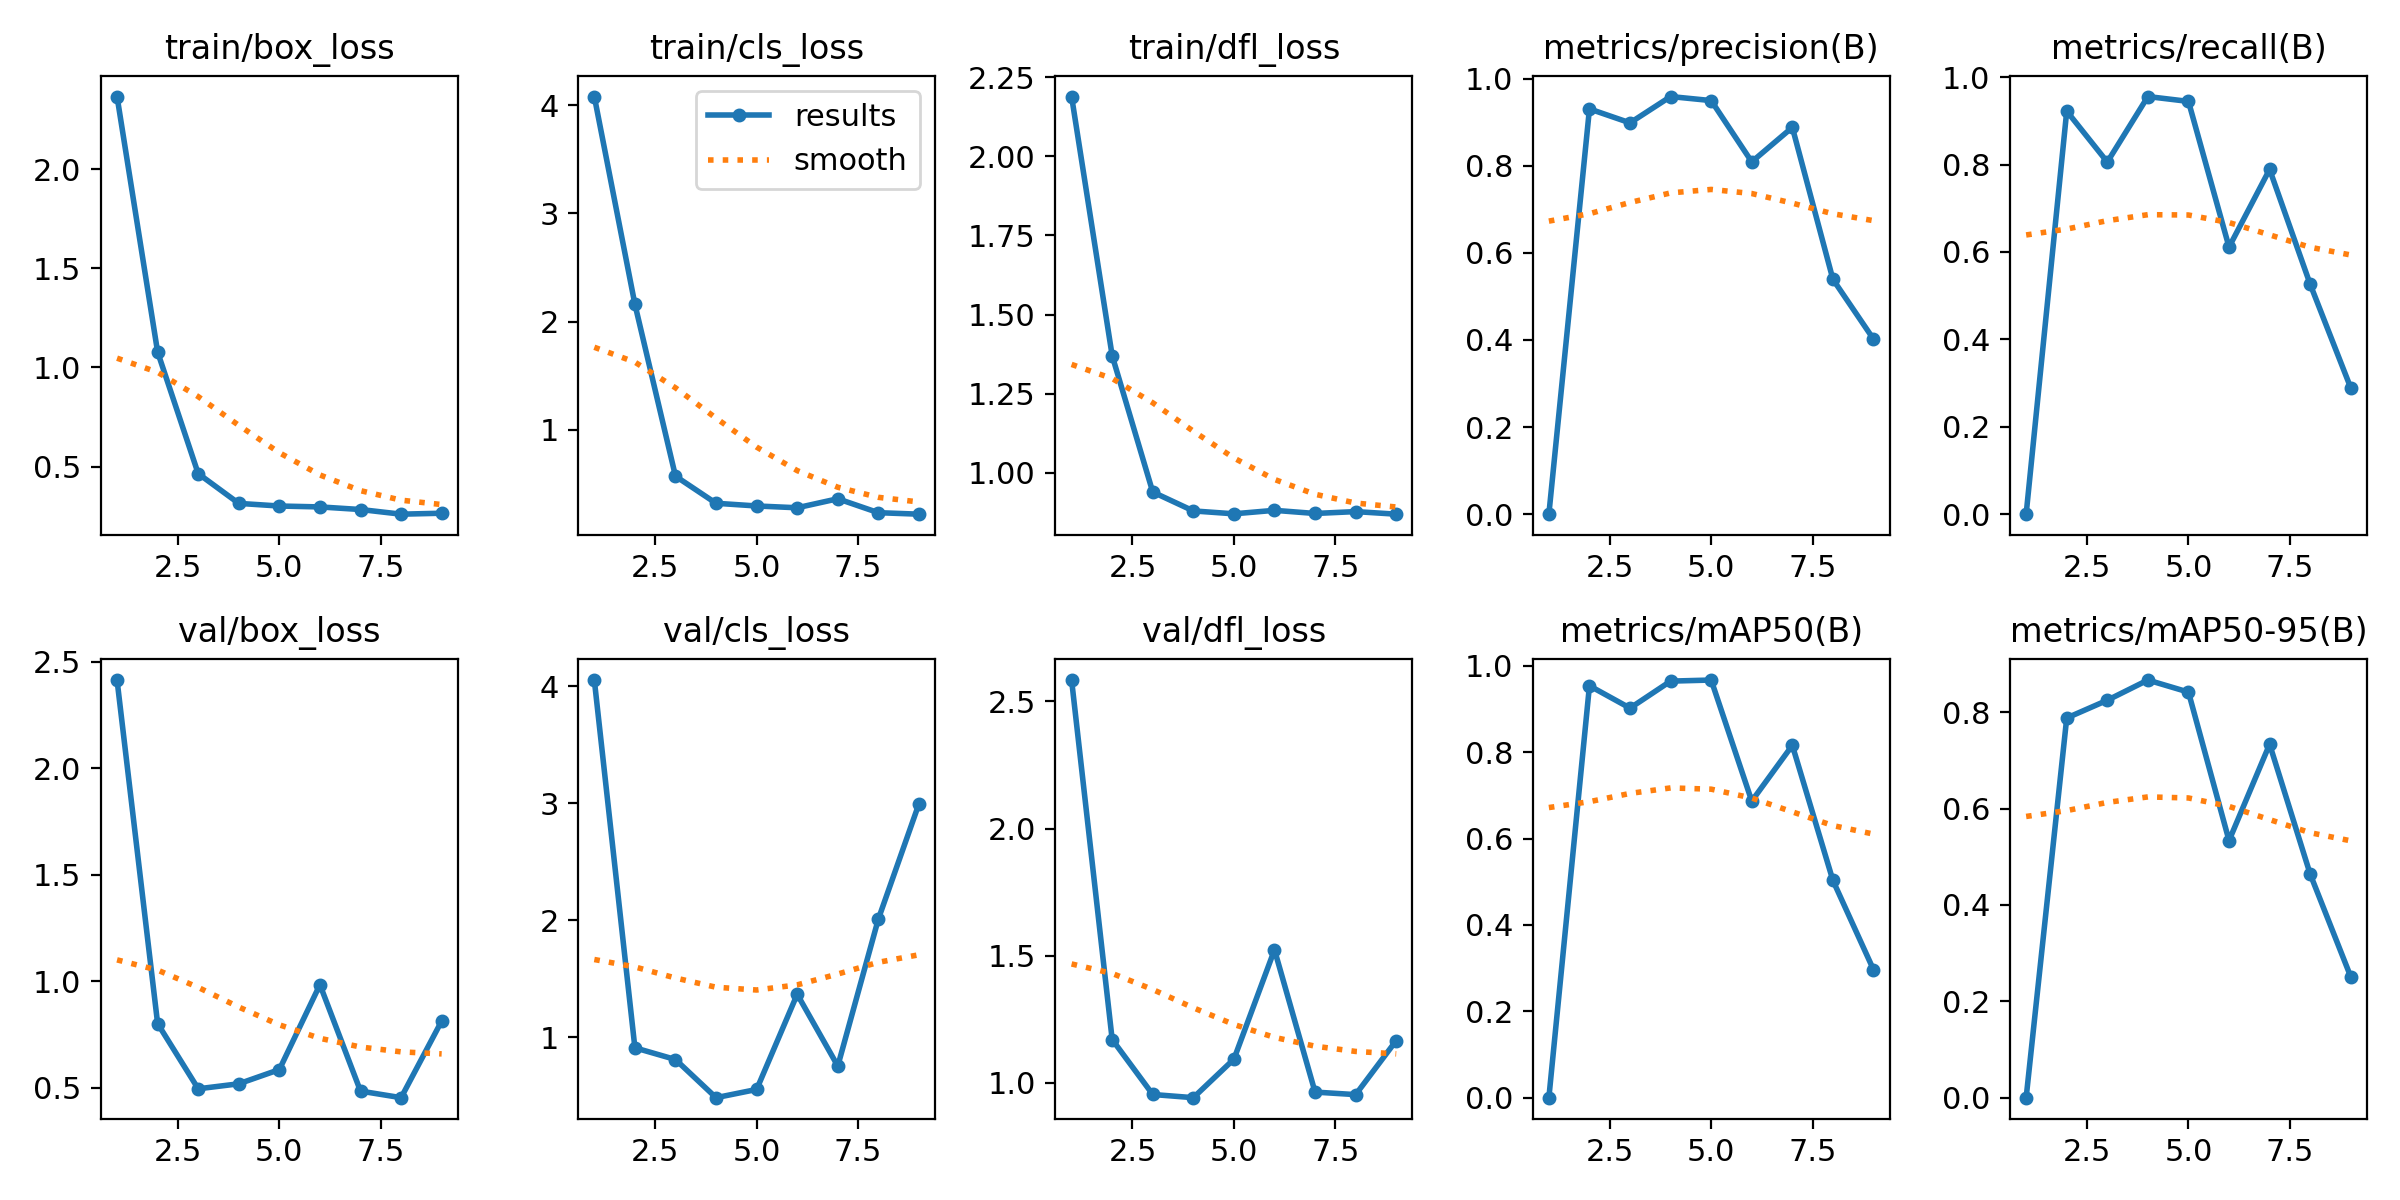 train/box_loss
train/cls_loss
train/dfl_loss
metrics/precision(B)
metrics/recall(B)
2.0
1.5
1.0
0.5
2.5 5.0 7.5
4
3
2
1
results
smooth
2.5 5.0 7.5
2.25
2.00
1.75
1.50
1.25
1.00
2.5 5.0 7.5
1.0
0.8
0.6
0.4
0.2
0.0
2.5 5.0 7.5
1.0
0.8
0.6
0.4
0.2
0.0
2.5 5.0 7.5
val/box_loss
val/cls_loss
val/dfl_loss
metrics/mAP50(B)
metrics/mAP50-95(B)
2.5
2.0
1.5
1.0
0.5
2.5 5.0 7.5
4
3
2
1
2.5 5.0 7.5
2.5
2.0
1.5
1.0
2.5 5.0 7.5
1.0
0.8
0.6
0.4
0.2
0.0
2.5 5.0 7.5
0.8
0.6
0.4
0.2
0.0
2.5 5.0 7.5